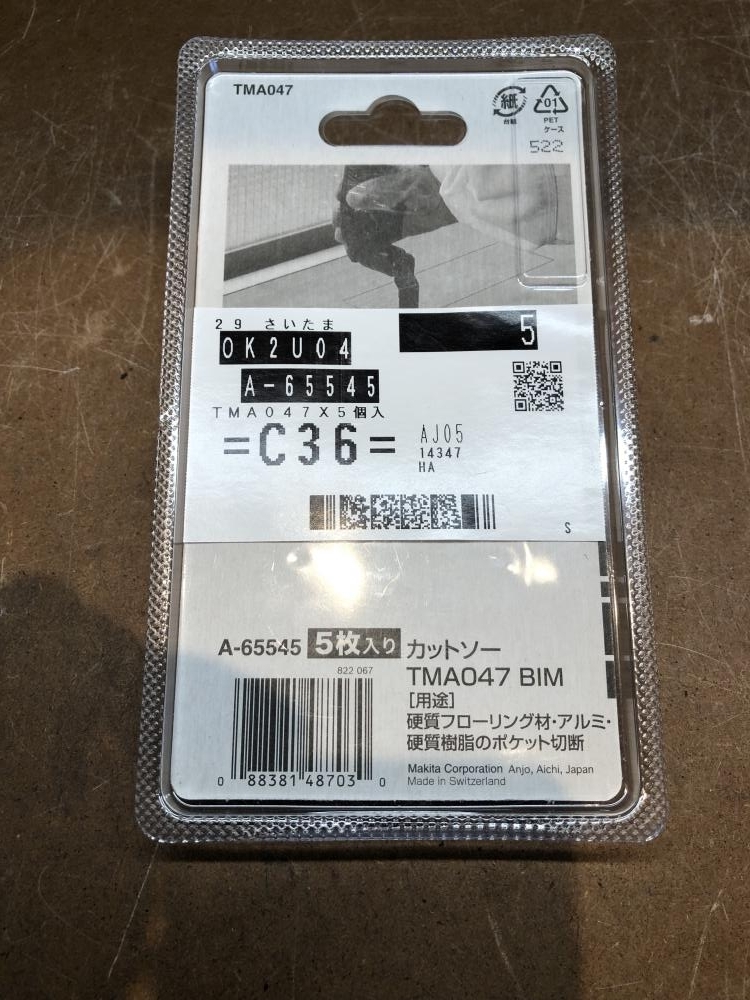 TMA047
紙
台紙
01
PET
ケース
522
29 さいたま
5
OK2U04
A-65545
TMA047X5個入
=C36=
AJ05
14347
HA
S
A-65545 5枚入り カットソー
822 067
TMA047 BIM
[用途]
硬質フローリング材・アルミ・
硬質樹脂のポケット切断
Makita Corporation Anjo, Aichi, Japan
Made in Switzerland
0 88381 48703 0